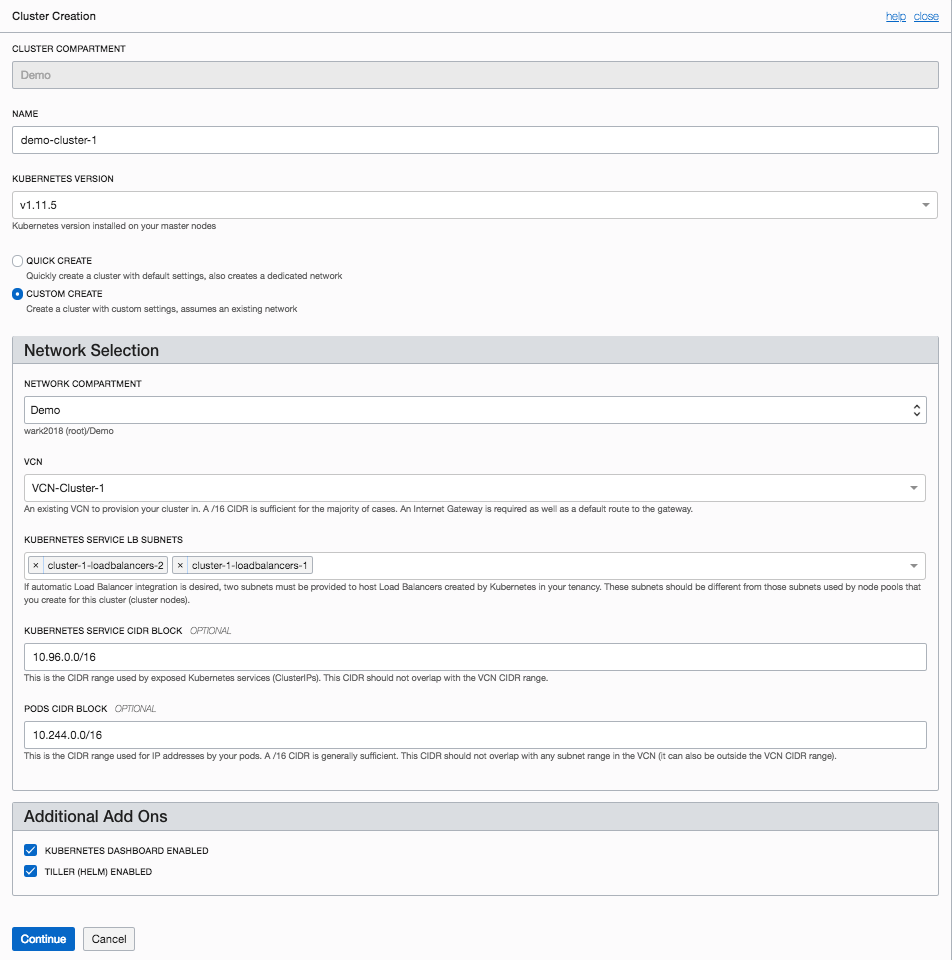 Cluster Creation help close
CLUSTER COMPARTMENT
Demo
NAME
demo-cluster-1
KUBERNETES VERSION
v1.11.5
Kubernetes version installed on your master nodes
QUICK CREATE
Quickly create a cluster with default settings, also creates a dedicated network
CUSTOM CREATE
Create a cluster with custom settings, assumes an existing network
Network Selection
NETWORK COMPARTMENT
Demo
wark2018 (root)/Demo
VCN
VCN-Cluster-1
An existing VCN to provision your cluster in. A /16 CIDR is sufficient for the majority of cases. An Internet Gateway is required as well as a default route to the gateway.
KUBERNETES SERVICE LB SUBNETS
× cluster-1-loadbalancers-2 × cluster-1-loadbalancers-1
If automatic Load Balancer integration is desired, two subnets must be provided to host Load Balancers created by Kubernetes in your tenancy. These subnets should be different from those subnets used by node pools that
you create for this cluster (cluster nodes).
KUBERNETES SERVICE CIDR BLOCK OPTIONAL
10.96.0.0/16
This is the CIDR range used by exposed Kubernetes services (ClusterIPs). This CIDR should not overlap with the VCN CIDR range.
PODS CIDR BLOCK OPTIONAL
10.244.0.0/16
This is the CIDR range used for IP addresses by your pods. A /16 CIDR is generally sufficient. This CIDR should not overlap with any subnet range in the VCN (it can also be outside the VCN CIDR range).
Additional Add Ons
KUBERNETES DASHBOARD ENABLED
TILLER (HELM) ENABLED
Continue Cancel